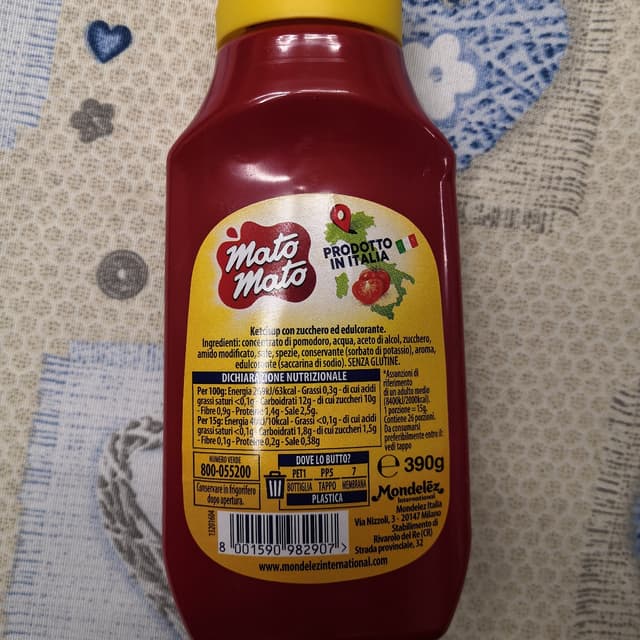 Mato
Mato
PRODOTTO
IN ITALIA
Ketchup con zucchero ed edulcorante.
Ingredienti: concentrato di pomodoro, acqua, aceto di alcol, zucchero,
amido modificato, sale, spezie, conservante (sorbato di potassio), aroma,
edulcorante (saccarina di sodio). SENZA GLUTINE.
DICHIARAZIONE NUTRIZIONALE
Per 100g: Energia /63kcal - Grassi 0,3g - di cui acidi
grassi saturi <0,1g - Carboidrati 12g - di cui zuccheri 10g
- Fibre 0,9g - Proteine 1,4g - Sale 2,5g.
Per 15g: Energia /10kcal - Grassi <0,1g - di cui acidi
grassi saturi <0,1g - Carboidrati 1,8g - di cui zuccheri 1,5g
- Fibre 0,1g - Proteine 0,2g - Sale 0,38g
*Assunzioni di
riferimento
di un adulto medio
(8400kJ/2000kcal).
1 porzione = 15g.
Contiene 26 porzioni.
Da consumarsi
preferibilmente entro il:
vedi tappo
NUMERO VERDE
800-055200
Conservare in frigorifero
dopo apertura.
DOVE LO BUTTO?
PET1 PP5 7
BOTTIGLIA TAPPO MEMBRANA
PLASTICA
℮ 390g
Mondelēz
International
Mondelez Italia
Via Nizzoli, 3 - 20147 Milano
Stabilimento di
Rivarolo del Re (CR)
Strada provinciale, 32
8 001590 982907 >
www.mondelezinternational.com